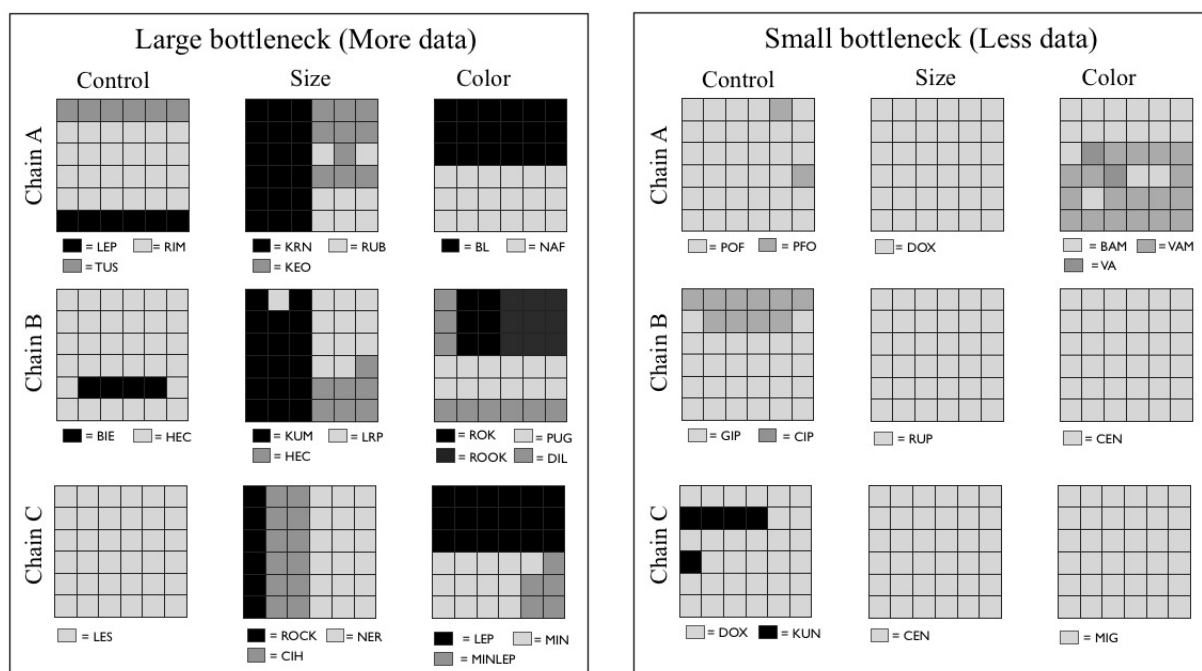 Large bottleneck (More data)
Control Size Color
Chain A
= LEP = RIM
= TUS
= KRN = RUB
= KEO
= BL = NAF
Chain B
= BIE = HEC
= KUM = LRP
= HEC
= ROK = PUG
= ROOK = DIL
Chain C
= LES
= ROCK = NER
= CIH
= LEP = MIN
= MINLEP
Small bottleneck (Less data)
Control Size Color
Chain A
= POF = PFO
= DOX
= BAM = VAM
= VA
Chain B
= GIP = CIP
= RUP
= CEN
Chain C
= DOX = KUN
= CEN
= MIG